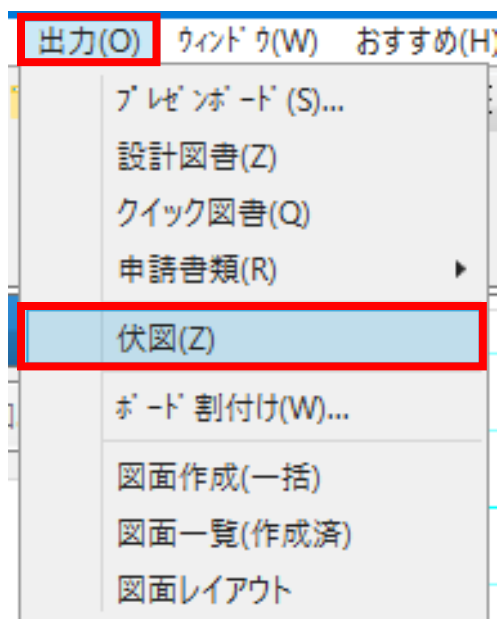 出力(O) ｳｨﾝﾄﾞｳ(W) おすすめ(H)
ﾌﾟﾚｾﾞﾝﾎﾞｰﾄﾞ(S)...
設計図書(Z)
クイック図書(Q)
申請書類(R)
伏図(Z)
ﾎﾞｰﾄﾞ割付け(W)...
図面作成(一括)
図面一覧(作成済)
図面レイアウト